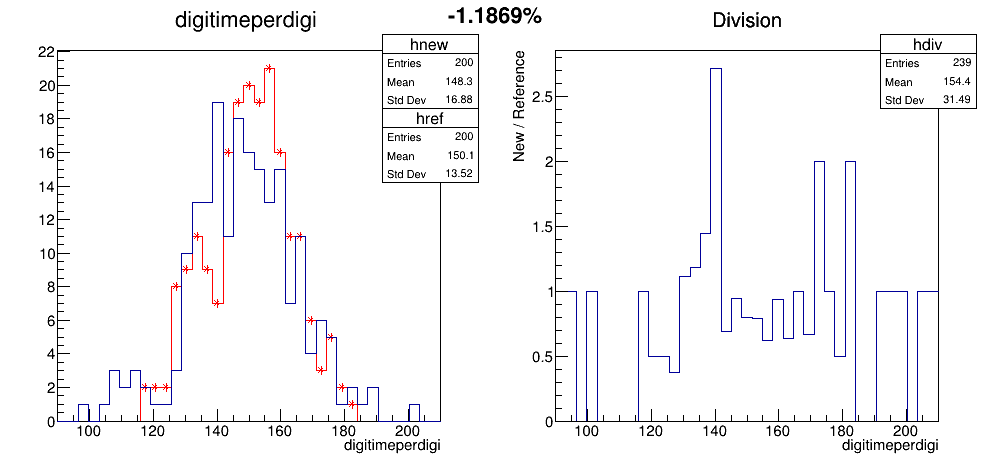 digitimeperdigi
-1.1869%
Division
hnew
Entries 200
Mean 148.3
Std Dev 16.88
href
Entries 200
Mean 150.1
Std Dev 13.52
22
20
18
16
14
12
10
8
6
4
2
0
100 120 140 160 180 200
digitimeperdigi
hdiv
Entries 239
Mean 154.4
Std Dev 31.49
New / Reference
2.5
2
1.5
1
0.5
0
100 120 140 160 180 200
digitimeperdigi